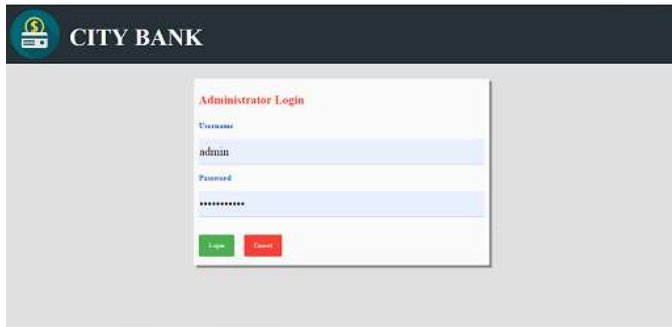 CITY BANK
Administrator Login
Username
admin
Password
•••••••••••
Login Cancel